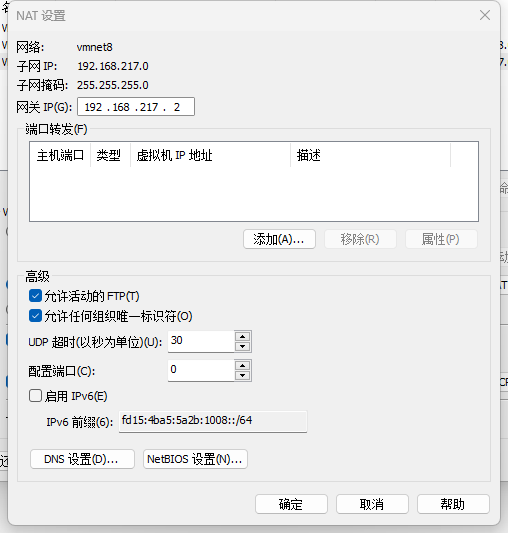 NAT 设置
网络: vmnet8
子网 IP: 192.168.217.0
子网掩码: 255.255.255.0
网关 IP(G): 192 . 168 . 217 . 2
端口转发(F)
主机端口 类型 虚拟机 IP 地址 描述
添加(A)... 移除(R) 属性(P)
高级
允许活动的 FTP(T)
允许任何组织唯一标识符(O)
UDP 超时(以秒为单位)(U): 30
配置端口(C): 0
启用 IPv6(E)
IPv6 前缀(6): fd15:4ba5:5a2b:1008::/64
DNS 设置(D)... NetBIOS 设置(N)...
确定 取消 帮助